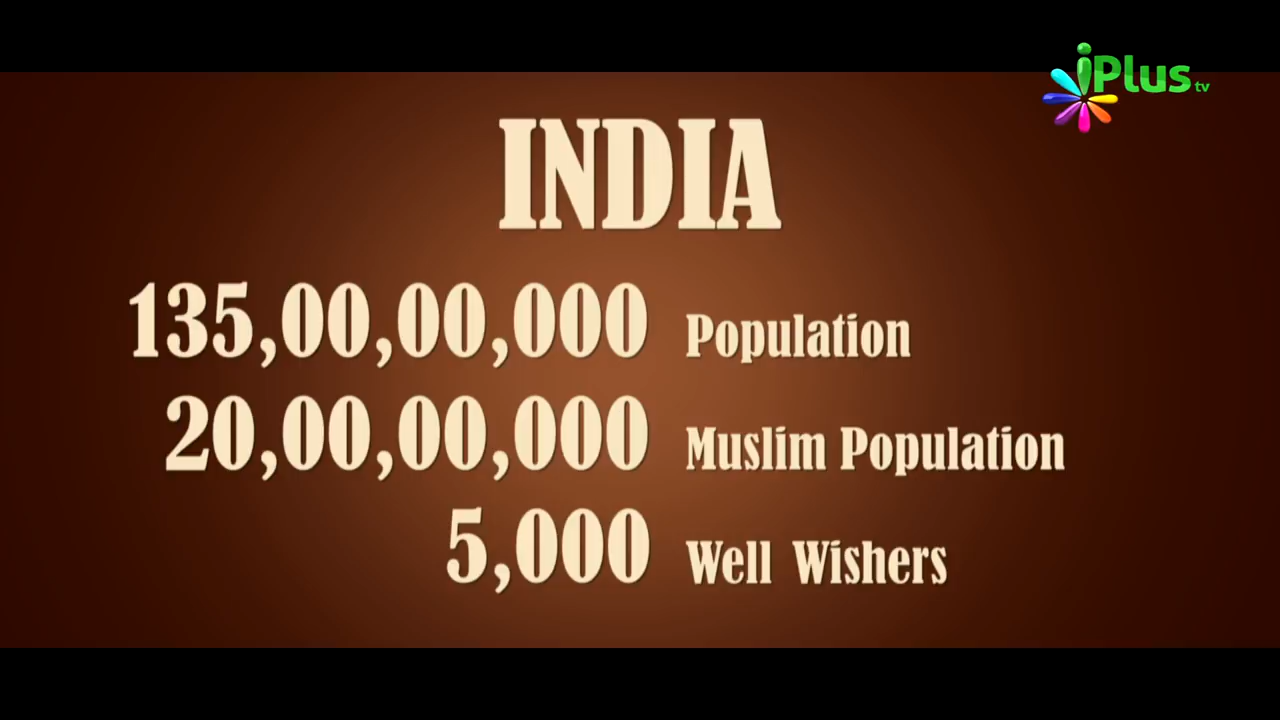 iPlus tv
INDIA
135,00,00,000 Population
20,00,00,000 Muslim Population
5,000 Well Wishers